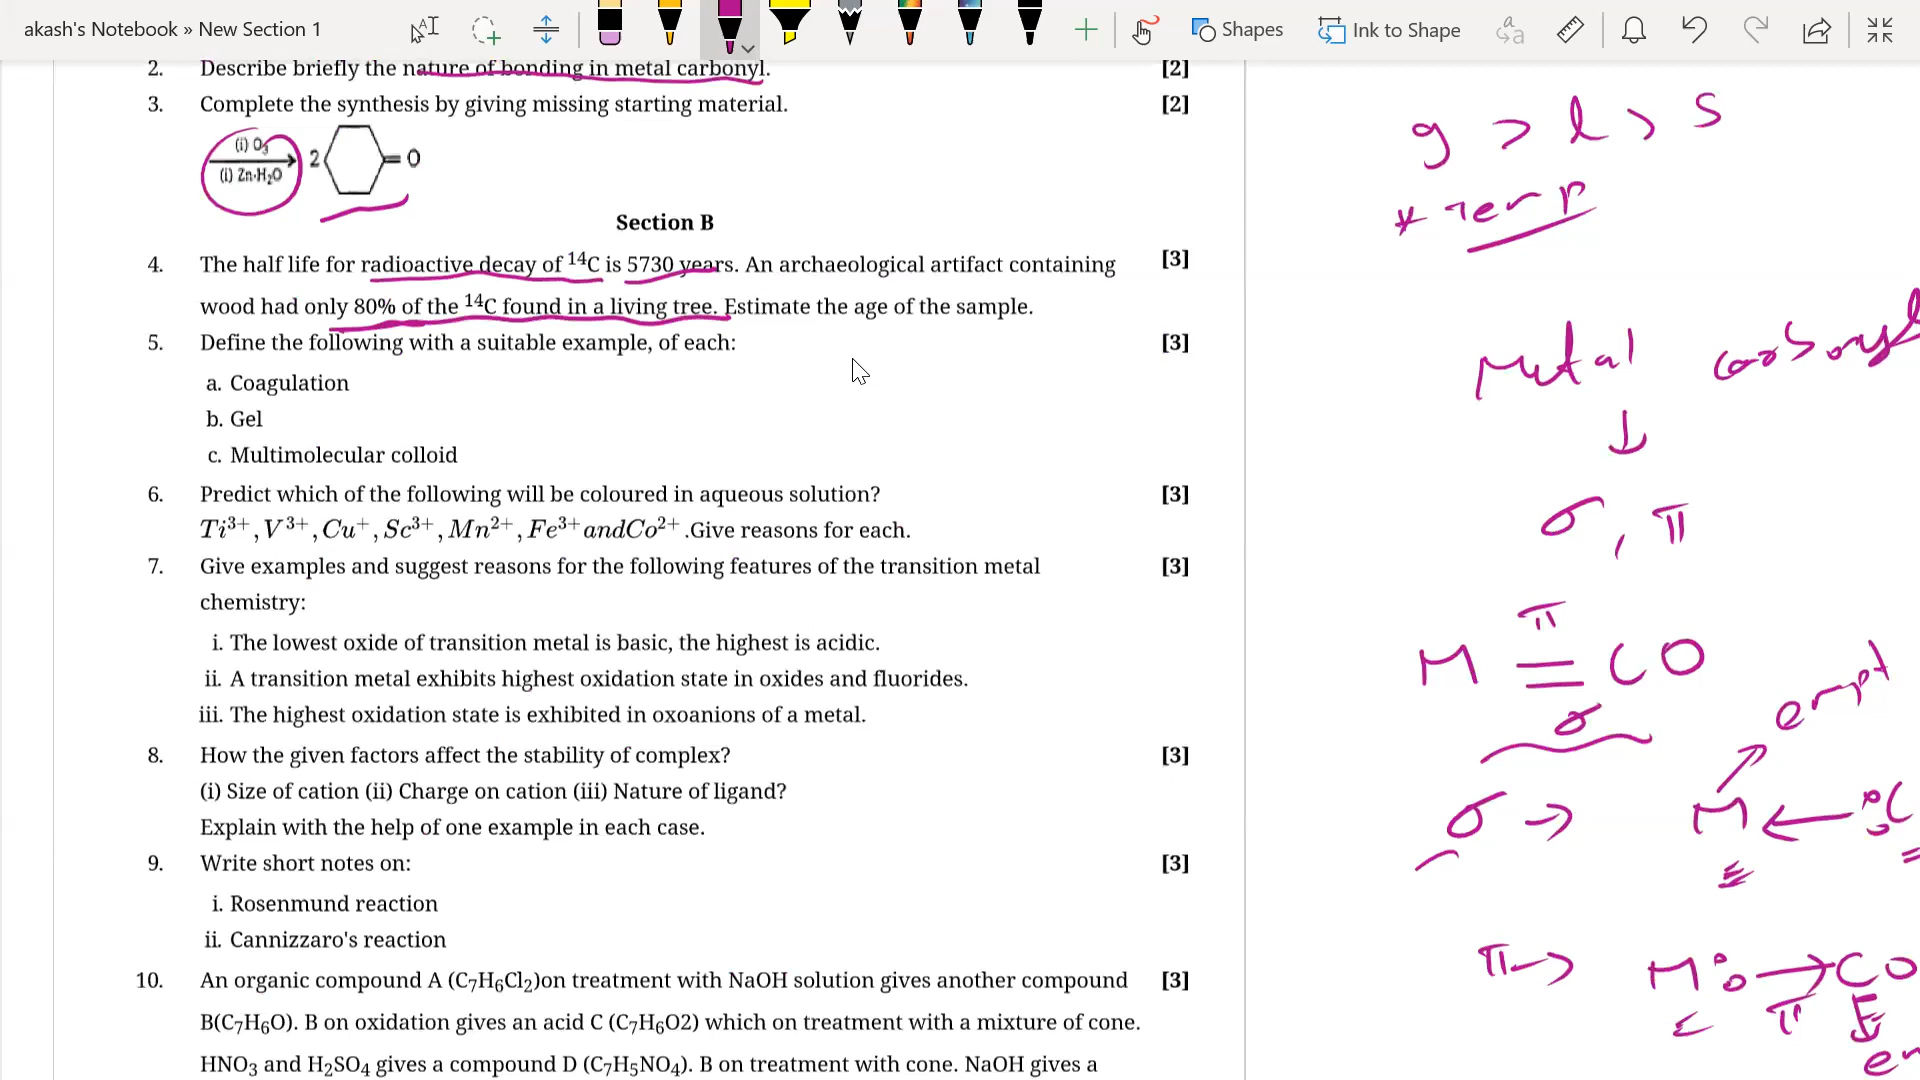 akash's Notebook » New Section 1
Shapes
Ink to Shape
2. Describe briefly the nature of bonding in metal carbonyl. [2]
3. Complete the synthesis by giving missing starting material. [2]
(i) O3
(i) Zn-H2O
2 =O
Section B
4. The half life for radioactive decay of ¹⁴C is 5730 years. An archaeological artifact containing [3]
wood had only 80% of the ¹⁴C found in a living tree. Estimate the age of the sample.
5. Define the following with a suitable example, of each: [3]
a. Coagulation
b. Gel
c. Multimolecular colloid
6. Predict which of the following will be coloured in aqueous solution? [3]
Ti³⁺, V³⁺, Cu⁺, Sc³⁺, Mn²⁺, Fe³⁺andCo²⁺ .Give reasons for each.
7. Give examples and suggest reasons for the following features of the transition metal [3]
chemistry:
i. The lowest oxide of transition metal is basic, the highest is acidic.
ii. A transition metal exhibits highest oxidation state in oxides and fluorides.
iii. The highest oxidation state is exhibited in oxoanions of a metal.
8. How the given factors affect the stability of complex? [3]
(i) Size of cation (ii) Charge on cation (iii) Nature of ligand?
Explain with the help of one example in each case.
9. Write short notes on: [3]
i. Rosenmund reaction
ii. Cannizzaro's reaction
10. An organic compound A (C₇H₆Cl₂)on treatment with NaOH solution gives another compound [3]
B(C₇H₆O). B on oxidation gives an acid C (C₇H₆O2) which on treatment with a mixture of cone.
HNO₃ and H₂SO₄ gives a compound D (C₇H₅NO₄). B on treatment with cone. NaOH gives a
g > l > s
* Temp
Metal carbonyl
↓
σ, π
π
M = CO
σ
empt
σ → M ← :C
π → M: → CO
π